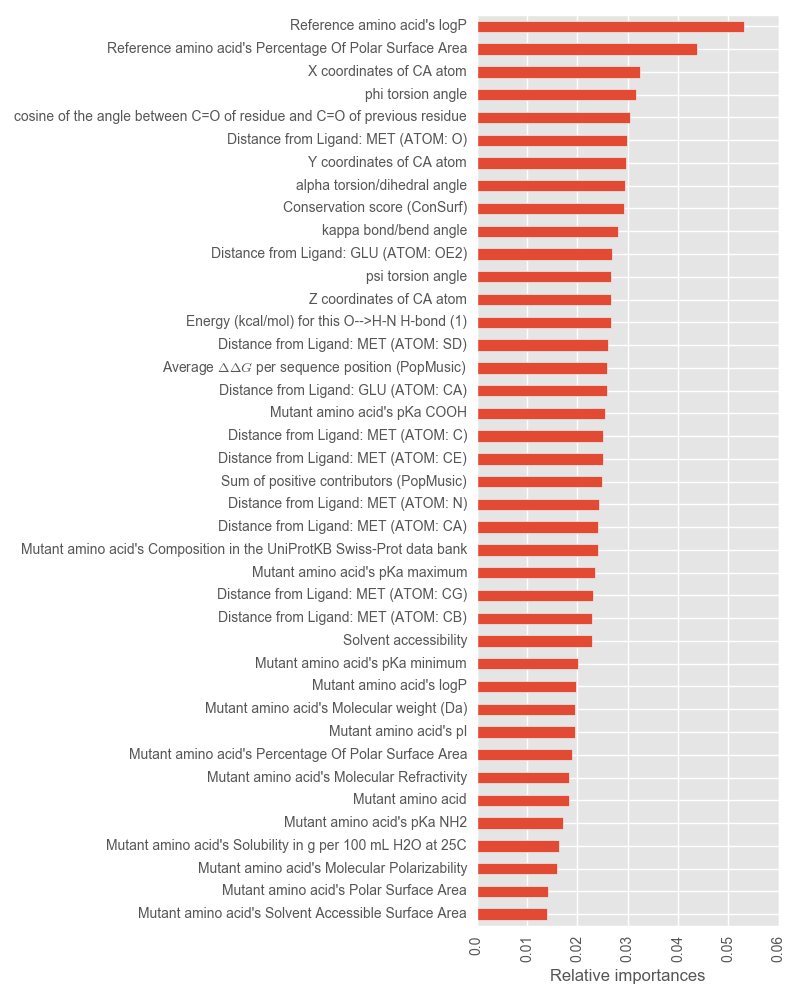 Reference amino acid's logP
Reference amino acid's Percentage Of Polar Surface Area
X coordinates of CA atom
phi torsion angle
cosine of the angle between C=O of residue and C=O of previous residue
Distance from Ligand: MET (ATOM: O)
Y coordinates of CA atom
alpha torsion/dihedral angle
Conservation score (ConSurf)
kappa bond/bend angle
Distance from Ligand: GLU (ATOM: OE2)
psi torsion angle
Z coordinates of CA atom
Energy (kcal/mol) for this O-->H-N H-bond (1)
Distance from Ligand: MET (ATOM: SD)
Average ΔΔG per sequence position (PopMusic)
Distance from Ligand: GLU (ATOM: CA)
Mutant amino acid's pKa COOH
Distance from Ligand: MET (ATOM: C)
Distance from Ligand: MET (ATOM: CE)
Sum of positive contributors (PopMusic)
Distance from Ligand: MET (ATOM: N)
Distance from Ligand: MET (ATOM: CA)
Mutant amino acid's Composition in the UniProtKB Swiss-Prot data bank
Mutant amino acid's pKa maximum
Distance from Ligand: MET (ATOM: CG)
Distance from Ligand: MET (ATOM: CB)
Solvent accessibility
Mutant amino acid's pKa minimum
Mutant amino acid's logP
Mutant amino acid's Molecular weight (Da)
Mutant amino acid's pI
Mutant amino acid's Percentage Of Polar Surface Area
Mutant amino acid's Molecular Refractivity
Mutant amino acid
Mutant amino acid's pKa NH2
Mutant amino acid's Solubility in g per 100 mL H2O at 25C
Mutant amino acid's Molecular Polarizability
Mutant amino acid's Polar Surface Area
Mutant amino acid's Solvent Accessible Surface Area
0.0 0.01 0.02 0.03 0.04 0.05 0.06
Relative importances